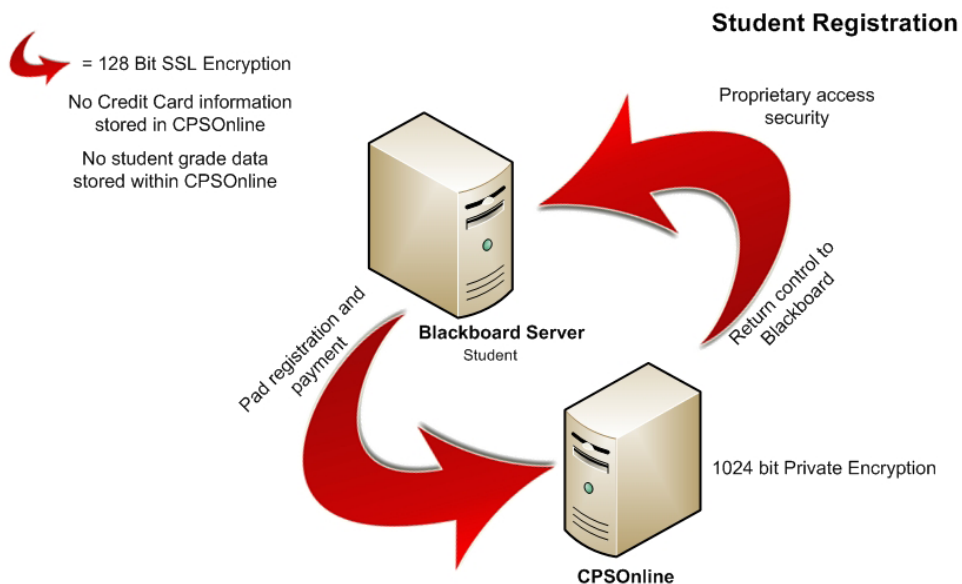 Student Registration
= 128 Bit SSL Encryption
No Credit Card information
stored in CPSOnline
No student grade data
stored within CPSOnline
Proprietary access
security
Return control to
Blackboard
Blackboard Server
Student
Pad registration and
payment
1024 bit Private Encryption
CPSOnline